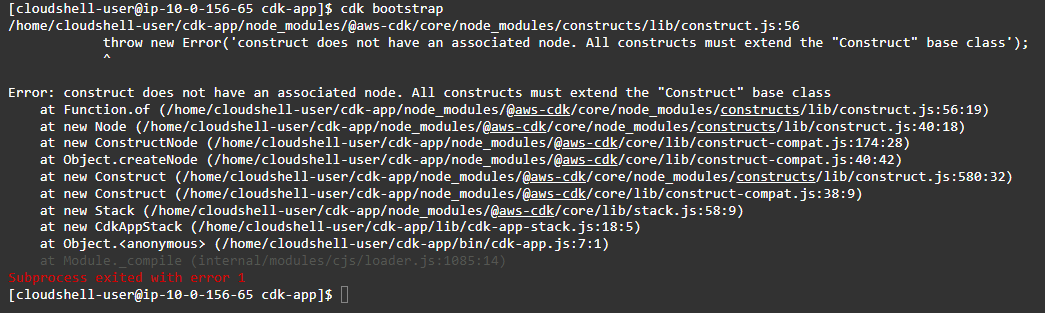 [cloudshell-user@ip-10-0-156-65 cdk-app]$ cdk bootstrap
/home/cloudshell-user/cdk-app/node_modules/@aws-cdk/core/node_modules/constructs/lib/construct.js:56
            throw new Error('construct does not have an associated node. All constructs must extend the "Construct" base class');
            ^
Error: construct does not have an associated node. All constructs must extend the "Construct" base class
    at Function.of (/home/cloudshell-user/cdk-app/node_modules/@aws-cdk/core/node_modules/constructs/lib/construct.js:56:19)
    at new Node (/home/cloudshell-user/cdk-app/node_modules/@aws-cdk/core/node_modules/constructs/lib/construct.js:40:18)
    at new ConstructNode (/home/cloudshell-user/cdk-app/node_modules/@aws-cdk/core/lib/construct-compat.js:174:28)
    at Object.createNode (/home/cloudshell-user/cdk-app/node_modules/@aws-cdk/core/lib/construct-compat.js:40:42)
    at new Construct (/home/cloudshell-user/cdk-app/node_modules/@aws-cdk/core/node_modules/constructs/lib/construct.js:580:32)
    at new Construct (/home/cloudshell-user/cdk-app/node_modules/@aws-cdk/core/lib/construct-compat.js:38:9)
    at new Stack (/home/cloudshell-user/cdk-app/node_modules/@aws-cdk/core/lib/stack.js:58:9)
    at new CdkAppStack (/home/cloudshell-user/cdk-app/lib/cdk-app-stack.js:18:5)
    at Object.<anonymous> (/home/cloudshell-user/cdk-app/bin/cdk-app.js:7:1)
    at Module._compile (internal/modules/cjs/loader.js:1085:14)
Subprocess exited with error 1
[cloudshell-user@ip-10-0-156-65 cdk-app]$